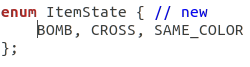 enum ItemState { // new
BOMB, CROSS, SAME_COLOR
};